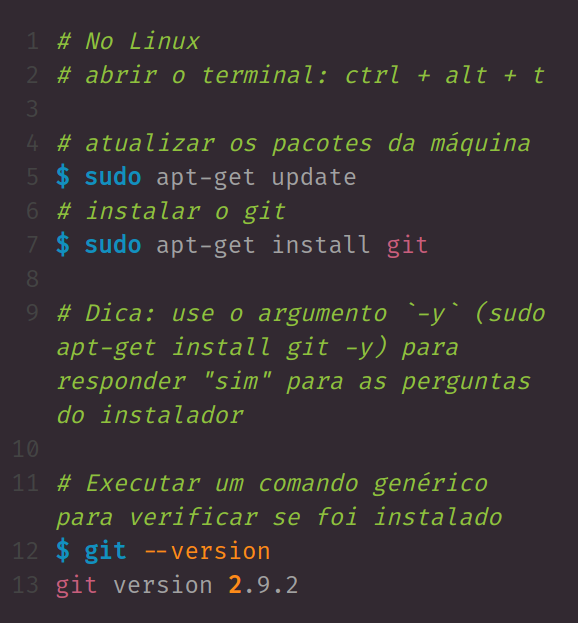 1 # No Linux
2 # abrir o terminal: ctrl + alt + t
3
4 # atualizar os pacotes da máquina
5 $ sudo apt-get update
6 # instalar o git
7 $ sudo apt-get install git
8
9 # Dica: use o argumento `-y` (sudo
apt-get install git -y) para
responder "sim" para as perguntas
do instalador
10
11 # Executar um comando genérico
para verificar se foi instalado
12 $ git --version
13 git version 2.9.2